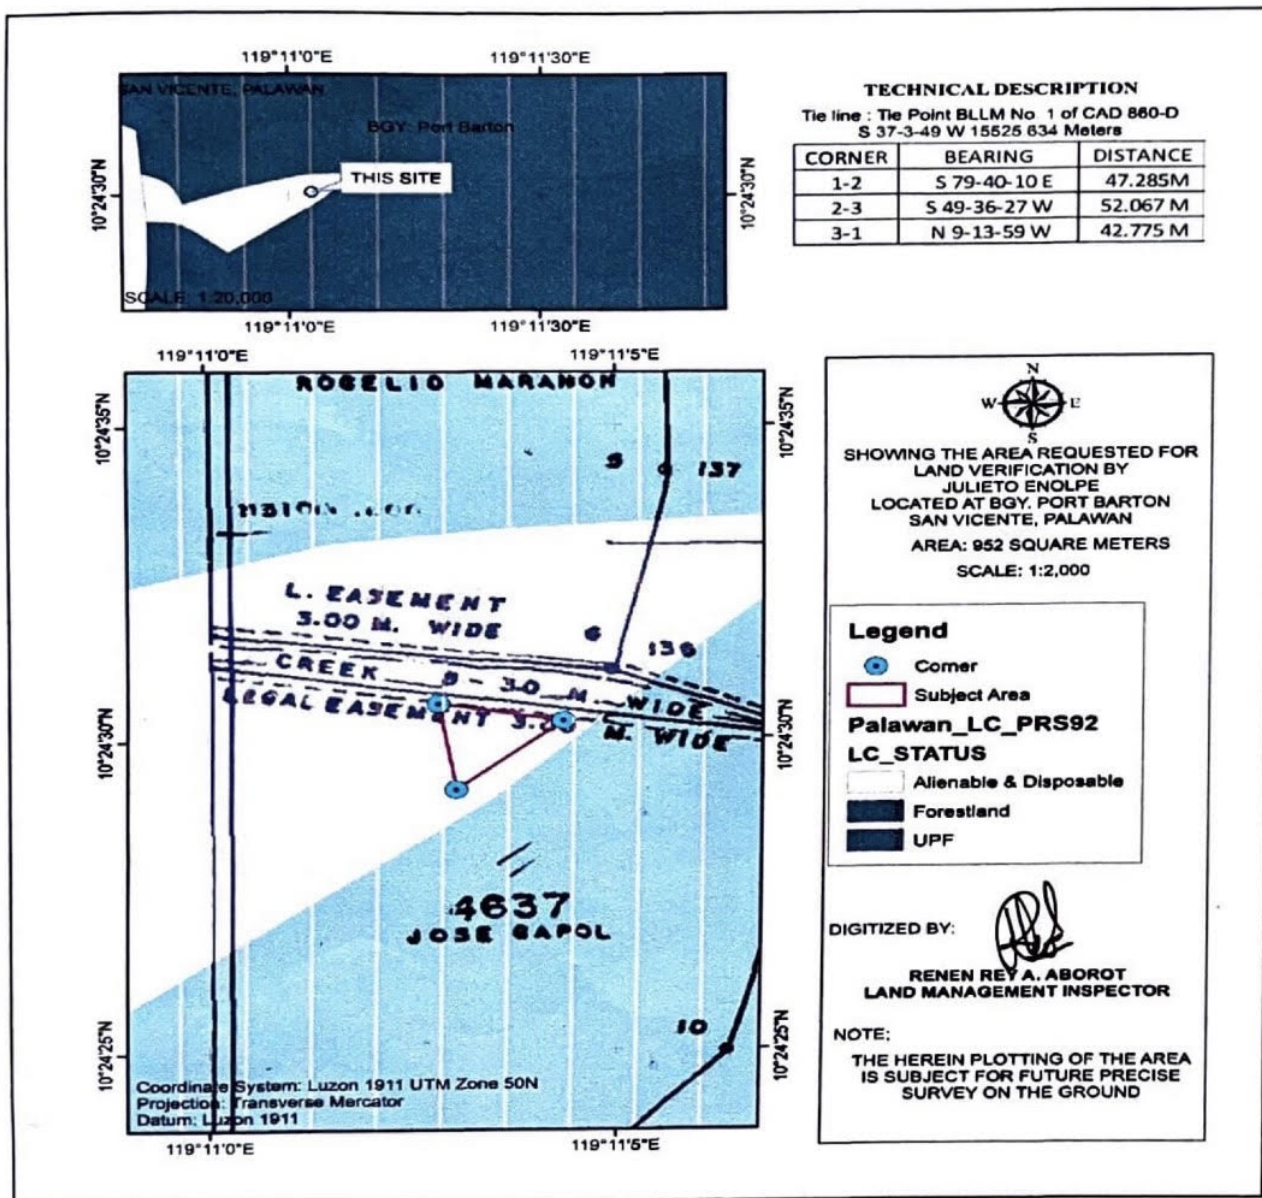 119°11'0"E 119°11'30"E
SAN VICENTE, PALAWAN
BGY: Port Barton
THIS SITE
10°24'30"N
10°24'30"N
SCALE: 1:20,000
119°11'0"E 119°11'30"E
TECHNICAL DESCRIPTION
Tie line : Tie Point BLLM No. 1 of CAD 860-D
S 37-3-49 W 15525 634 Meters
CORNER BEARING DISTANCE
1-2 S 79-40-10 E 47.285M
2-3 S 49-36-27 W 52.067 M
3-1 N 9-13-59 W 42.775 M
119°11'0"E 119°11'5"E
ROGELIO MARANON
10°24'35"N
10°24'35"N
9 137
L. EASEMENT
3.00 M. WIDE
6 136
CREEK 8-30 M WIDE
LEGAL EASEMENT 3.0 M. WIDE
10°24'30"N
10°24'30"N
4637
JOSE GAPOL
10
10°24'25"N
10°24'25"N
Coordinate System: Luzon 1911 UTM Zone 50N
Projection: Transverse Mercator
Datum: Luzon 1911
119°11'0"E 119°11'5"E
N
W E
S
SHOWING THE AREA REQUESTED FOR
LAND VERIFICATION BY
JULIETO ENOLPE
LOCATED AT BGY. PORT BARTON
SAN VICENTE, PALAWAN
AREA: 952 SQUARE METERS
SCALE: 1:2,000
Legend
Corner
Subject Area
Palawan_LC_PRS92
LC_STATUS
Alienable & Disposable
Forestland
UPF
DIGITIZED BY:
RENEN REY A. ABOROT
LAND MANAGEMENT INSPECTOR
NOTE:
THE HEREIN PLOTTING OF THE AREA
IS SUBJECT FOR FUTURE PRECISE
SURVEY ON THE GROUND